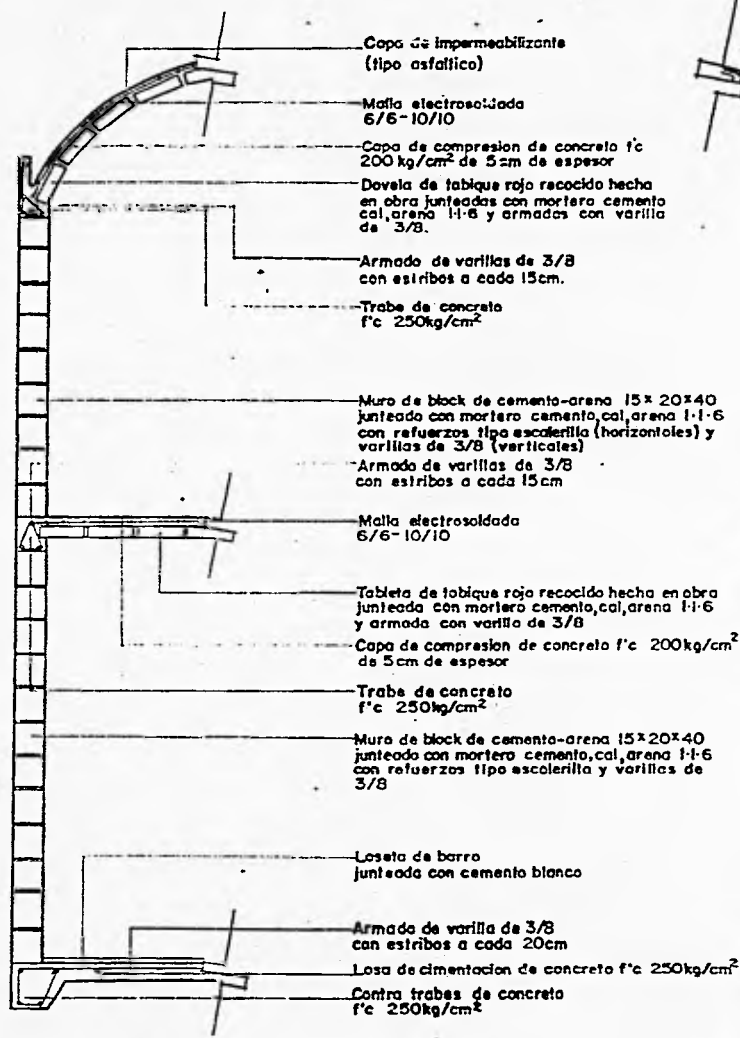 Capa de impermeabilizante
(tipo asfaltico)
Malla electrosoldada
6/6-10/10
Capa de compresion de concreto f'c
200 kg/cm² de 5cm de espesor
Dovela de tabique rojo recocido hecha
en obra junteadas con mortero cemento
cal,arena 1·1·6 y armadas con varilla
de 3/8.
Armado de varillas de 3/8
con estribos a cada 15cm.
Trabe de concreto
f'c 250kg/cm²
Muro de block de cemento-arena 15x20x40
junteado con mortero cemento,cal,arena 1·1·6
con refuerzos tipo escalerilla (horizontales) y
varillas de 3/8 (verticales)
Armado de varillas de 3/8
con estribos a cada 15cm
Malla electrosoldada
6/6-10/10
Tableta de tabique rojo recocido hecha en obra
junteada con mortero cemento,cal,arena 1·1·6
y armada con varilla de 3/8
Capa de compresion de concreto f'c 200kg/cm²
de 5cm de espesor
Trabe de concreto
f'c 250kg/cm²
Muro de block de cemento-arena 15x20x40
junteado con mortero cemento,cal,arena 1·1·6
con refuerzos tipo escalerilla y varillas de
3/8
Loseta de barro
junteada con cemento blanco
Armada de varilla de 3/8
con estribos a cada 20cm
Losa de cimentacion de concreto f'c 250kg/cm²
Contra trabes de concreto
f'c 250kg/cm²